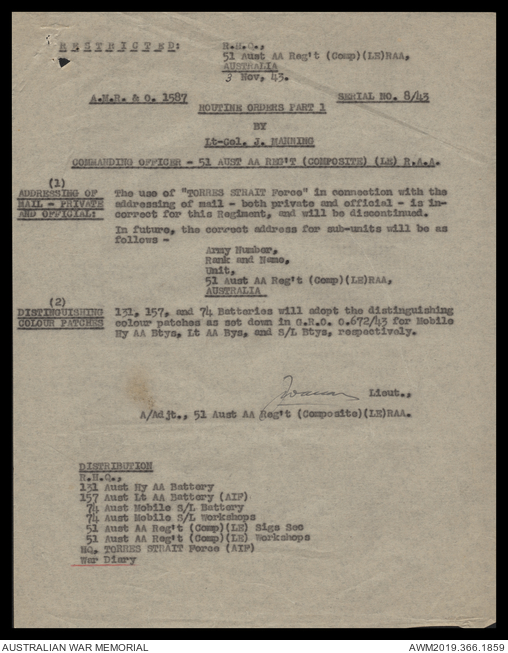 RESTRICTED:
R.H.Q.,
51 Aust AA Reg't (Comp)(LE)RAA,
AUSTRALIA
3 Nov, 43.
A.M.R. & O. 1587
SERIAL NO. 8/43
ROUTINE ORDERS PART 1
BY
Lt-Col. J. MANNING
COMMANDING OFFICER - 51 AUST AA REG'T (COMPOSITE) (LE) R.A.A.
(1)
ADDRESSING OF
MAIL - PRIVATE
AND OFFICIAL:
The use of "TORRES STRAIT Force" in connection with the
addressing of mail - both private and official - is in-
correct for this Regiment, and will be discontinued.
In future, the correct address for sub-units will be as
follows -
Army Number,
Rank and Name,
Unit,
51 Aust AA Reg't (Comp)(LE)RAA,
AUSTRALIA
(2)
DISTINGUISHING
COLOUR PATCHES
131, 157, and 74 Batteries will adopt the distinguishing
colour patches as set down in G.R.O. O.672/43 for Mobile
Hy AA Btys, Lt AA Bys, and S/L Btys, respectively.
Lieut.,
A/Adjt., 51 Aust AA Reg't (Composite)(LE)RAA.
DISTRIBUTION
R.H.Q.,
131 Aust Hy AA Battery
157 Aust Lt AA Battery (AIF)
74 Aust Mobile S/L Battery
74 Aust Mobile S/L Workshops
51 Aust AA Reg't (Comp)(LE) Sigs Sec
51 Aust AA Reg't (Comp)(LE) Workshops
HQ, TORRES STRAIT Force (AIF)
War Diary
AUSTRALIAN WAR MEMORIAL
AWM2019.366.1859